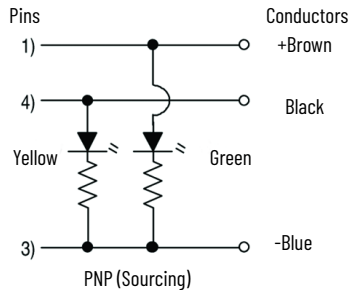 Pins Conductors
1) +Brown
4) Black
Yellow Green
3) -Blue
PNP (Sourcing)